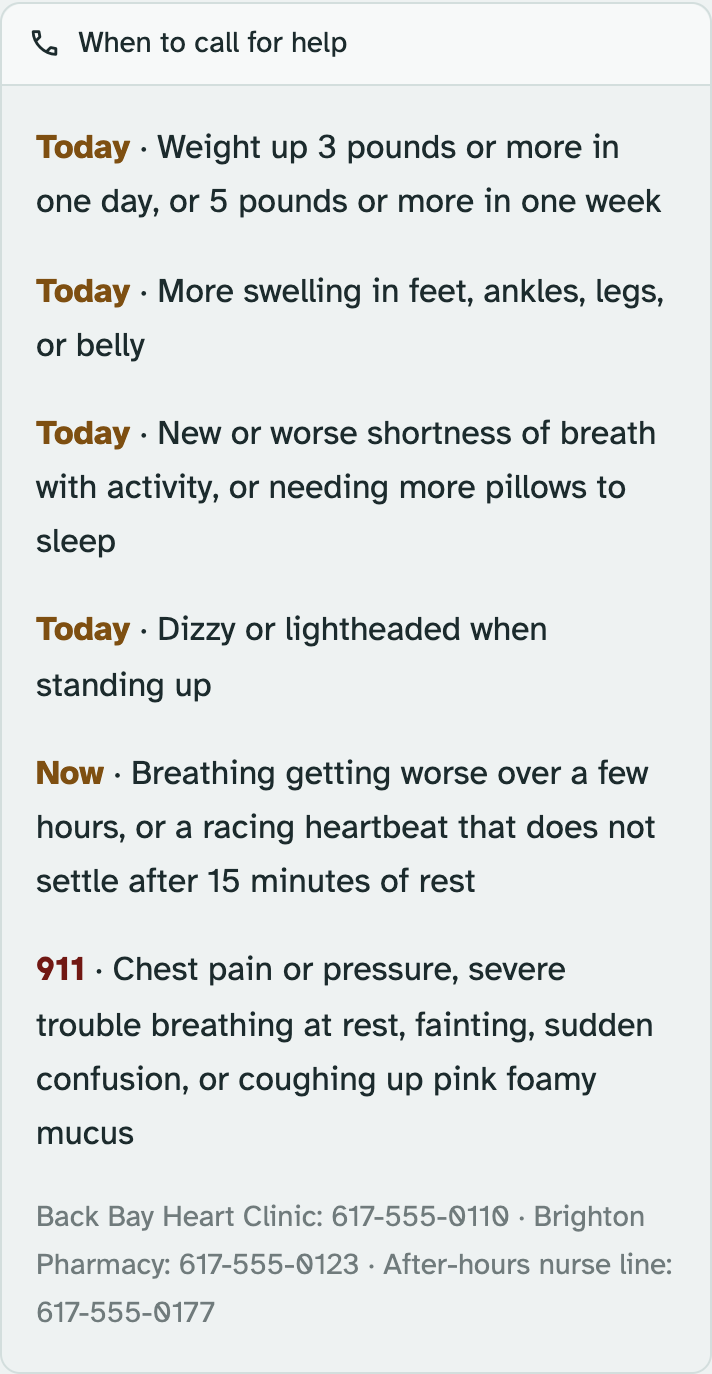 When to call for help
Today · Weight up 3 pounds or more in
one day, or 5 pounds or more in one week
Today · More swelling in feet, ankles, legs,
or belly
Today · New or worse shortness of breath
with activity, or needing more pillows to
sleep
Today · Dizzy or lightheaded when
standing up
Now · Breathing getting worse over a few
hours, or a racing heartbeat that does not
settle after 15 minutes of rest
911 · Chest pain or pressure, severe
trouble breathing at rest, fainting, sudden
confusion, or coughing up pink foamy
mucus
Back Bay Heart Clinic: 617-555-0110 · Brighton
Pharmacy: 617-555-0123 · After-hours nurse line:
617-555-0177